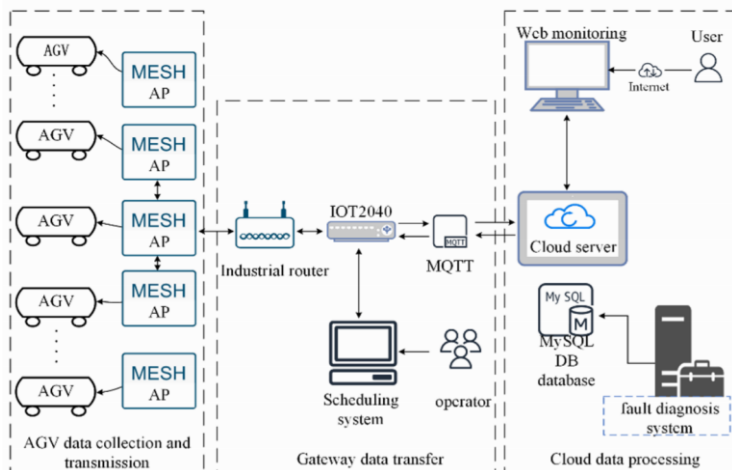 AGV
MESH
AP
AGV
MESH
AP
AGV
MESH
AP
AGV
MESH
AP
AGV
MESH
AP
AGV data collection and
transmission
Industrial router
IOT2040
MQTT
MQTT
Scheduling
system
operator
Gateway data transfer
Web monitoring
User
Internet
Cloud server
My SQL
M
MySQL
DB
database
fault diagnosis
system
Cloud data processing